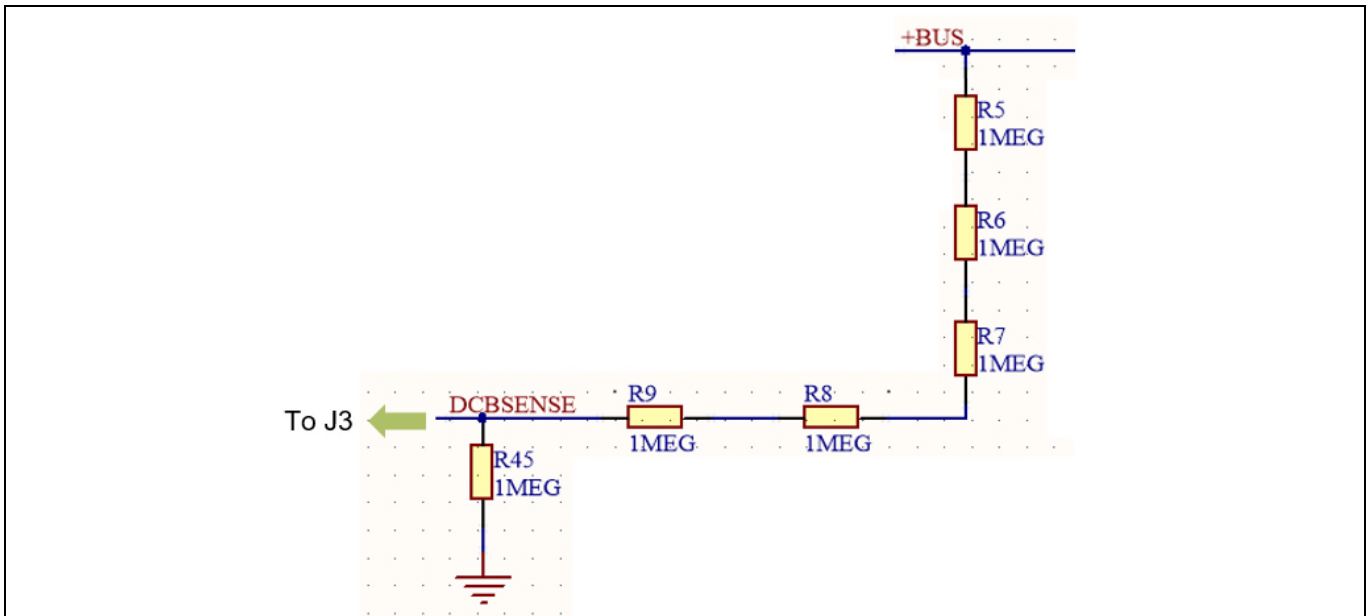 +BUS
R5
1MEG
R6
1MEG
R7
1MEG
R9
R8
DCBSENSE
To J3
1MEG
1MEG
R45
1MEG